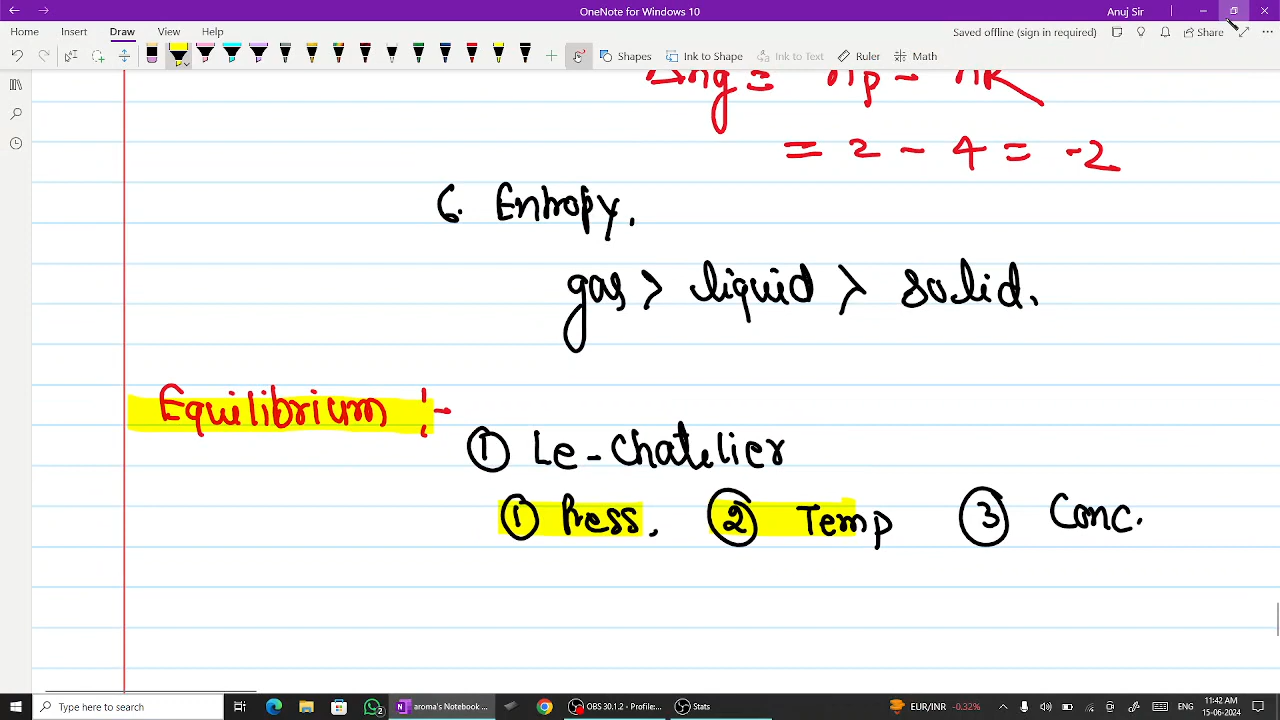 OneNote for Windows 10
Anuj Sir
Home Insert Draw View Help
Saved offline (sign in required)
Share
Shapes Ink to Shape Ink to Text Ruler Math
Δng = np - nR
= 2 - 4 = -2
6. Entropy.
gas > liquid > solid.
Equilibrium :-
① Le-Chatelier
① Press. ② Temp ③ Conc.
Type here to search
aroma's Notebook ...
OBS 30.1.2 - Profile:...
Stats
EUR/INR -0.32%
11:42 AM
15-06-2024